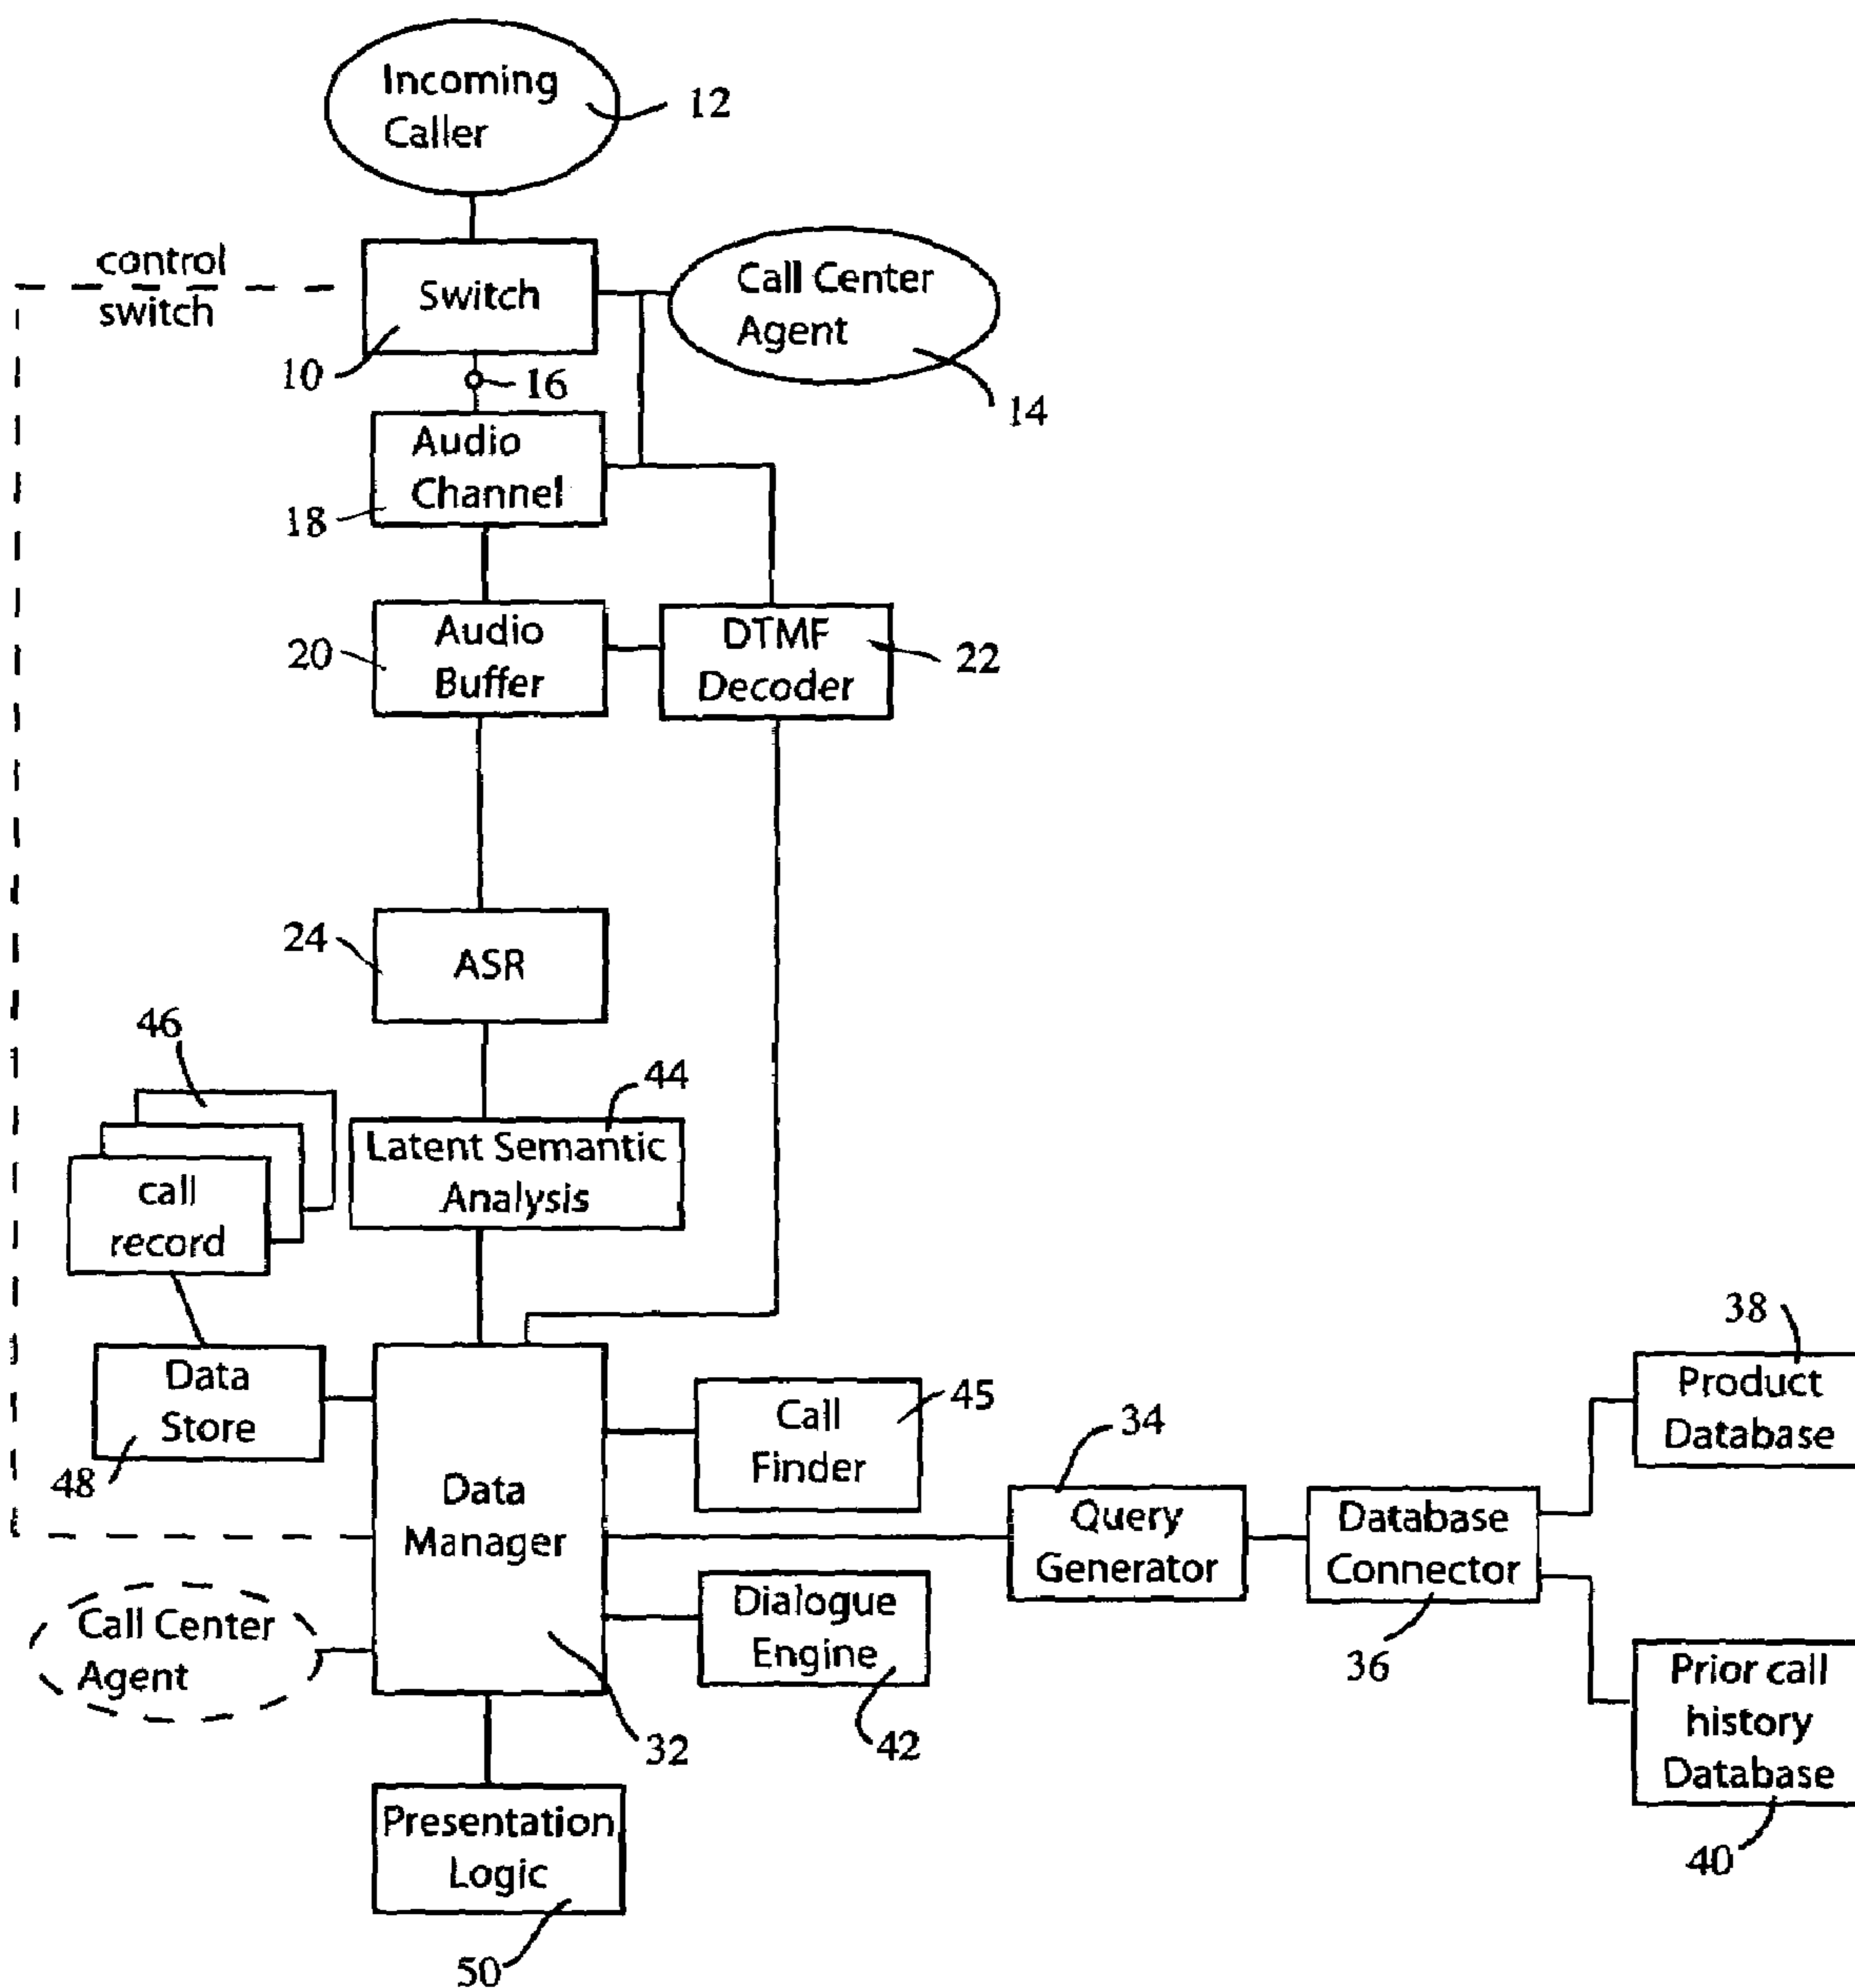 Incoming
Caller
12
control
switch
Switch
10
Call Center
Agent
14
16
Audio
Channel
18
Audio
Buffer
20
DTMF
Decoder
22
ASR
24
46
44
Latent Semantic
Analysis
call
record
Data
Store
48
Data
Manager
32
Call
Finder
45
34
Query
Generator
Database
Connector
36
38
Product
Database
Dialogue
Engine
42
Call Center
Agent
Prior call
history
Database
40
Presentation
Logic
50